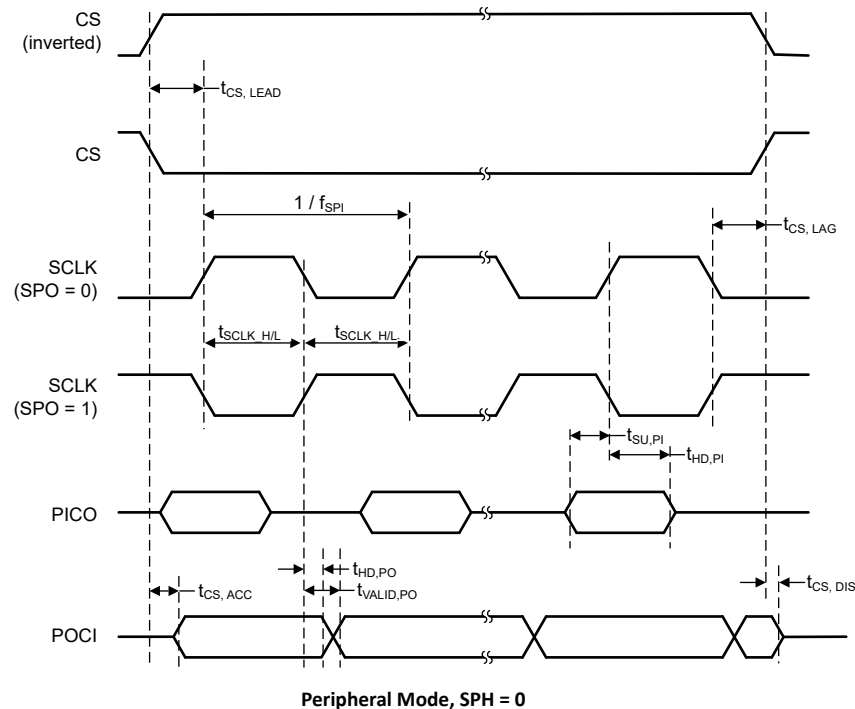 CS
(inverted)
tCS, LEAD
CS
1 / fSPI
tCS, LAG
SCLK
(SPO = 0)
tSCLK_H/L
tSCLK_H/L
SCLK
(SPO = 1)
tSU,PI
tHD,PI
PICO
tHD,PO
tCS, ACC
tVALID,PO
tCS, DIS
POCI
Peripheral Mode, SPH = 0